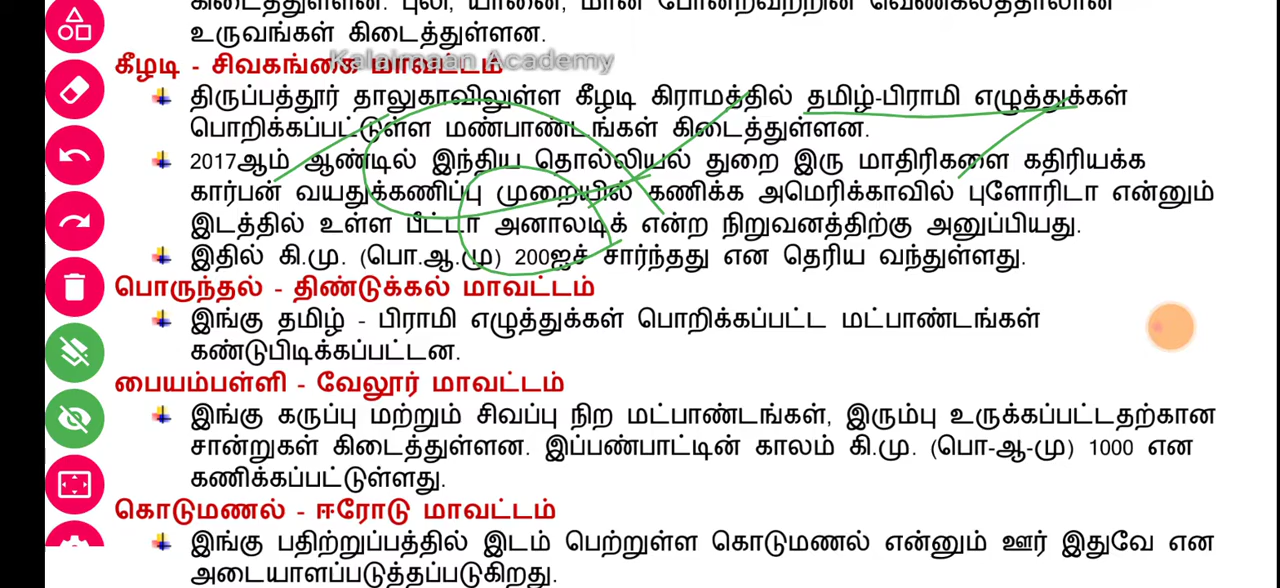 கிடைத்துள்ளன. புலி, யானை, மான் போன்றவற்றின் வெண்கலத்தாலான
உருவங்கள் கிடைத்துள்ளன.
Kalaimaan Academy
கீழடி - சிவகங்கை மாவட்டம்
திருப்பத்தூர் தாலுகாவிலுள்ள கீழடி கிராமத்தில் தமிழ்-பிராமி எழுத்துக்கள்
பொறிக்கப்பட்டுள்ள மண்பாண்டங்கள் கிடைத்துள்ளன.
2017ஆம் ஆண்டில் இந்திய தொல்லியல் துறை இரு மாதிரிகளை கதிரியக்க
கார்பன் வயதுக்கணிப்பு முறையில் கணிக்க அமெரிக்காவில் புளோரிடா என்னும்
இடத்தில் உள்ள பீட்டா அனாலடிக் என்ற நிறுவனத்திற்கு அனுப்பியது.
இதில் கி.மு. (பொ.ஆ.மு) 200ஐச் சார்ந்தது என தெரிய வந்துள்ளது.
பொருந்தல் - திண்டுக்கல் மாவட்டம்
இங்கு தமிழ் - பிராமி எழுத்துக்கள் பொறிக்கப்பட்ட மட்பாண்டங்கள்
கண்டுபிடிக்கப்பட்டன.
பையம்பள்ளி - வேலூர் மாவட்டம்
இங்கு கருப்பு மற்றும் சிவப்பு நிற மட்பாண்டங்கள், இரும்பு உருக்கப்பட்டதற்கான
சான்றுகள் கிடைத்துள்ளன. இப்பண்பாட்டின் காலம் கி.மு. (பொ-ஆ-மு) 1000 என
கணிக்கப்பட்டுள்ளது.
கொடுமணல் - ஈரோடு மாவட்டம்
இங்கு பதிற்றுப்பத்தில் இடம் பெற்றுள்ள கொடுமணல் என்னும் ஊர் இதுவே என
அடையாளப்படுத்தப்படுகிறது.